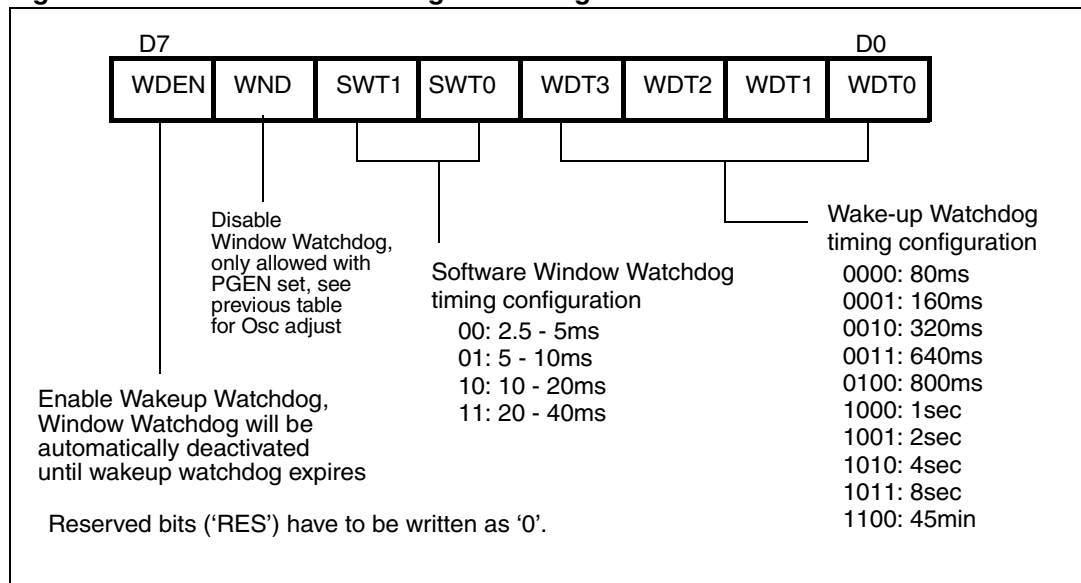 D7 D0
WDEN WND SWT1 SWT0 WDT3 WDT2 WDT1 WDT0
Disable
Window Watchdog,
only allowed with
PGEN set, see
previous table
for Osc adjust
Software Window Watchdog
timing configuration
00: 2.5 - 5ms
01: 5 - 10ms
10: 10 - 20ms
11: 20 - 40ms
Wake-up Watchdog
timing configuration
0000: 80ms
0001: 160ms
0010: 320ms
0011: 640ms
0100: 800ms
1000: 1sec
1001: 2sec
1010: 4sec
1011: 8sec
1100: 45min
Enable Wakeup Watchdog,
Window Watchdog will be
automatically deactivated
until wakeup watchdog expires
Reserved bits (‘RES’) have to be written as ‘0’.